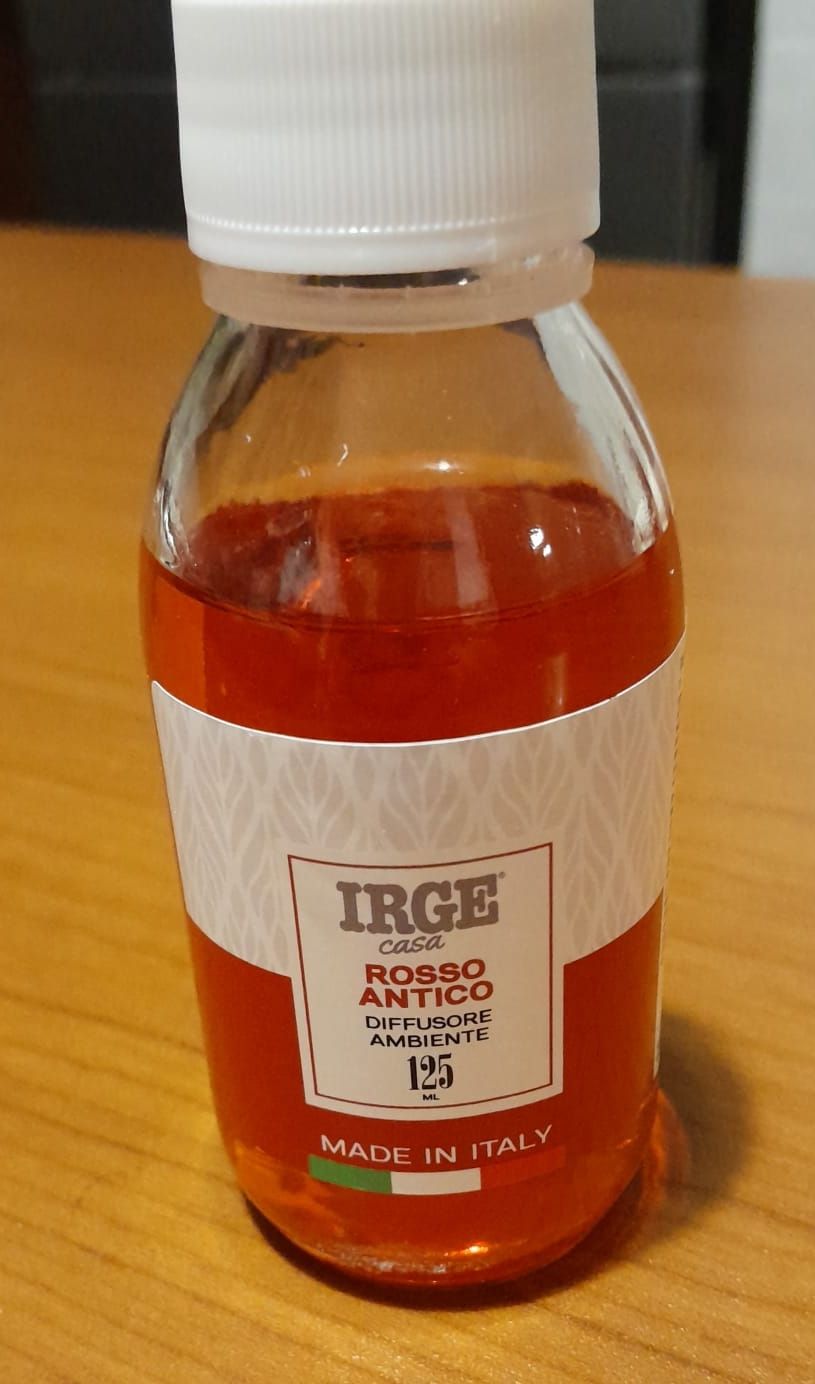 IRGE®
casa
ROSSO
ANTICO
DIFFUSORE
AMBIENTE
125
ML
MADE IN ITALY